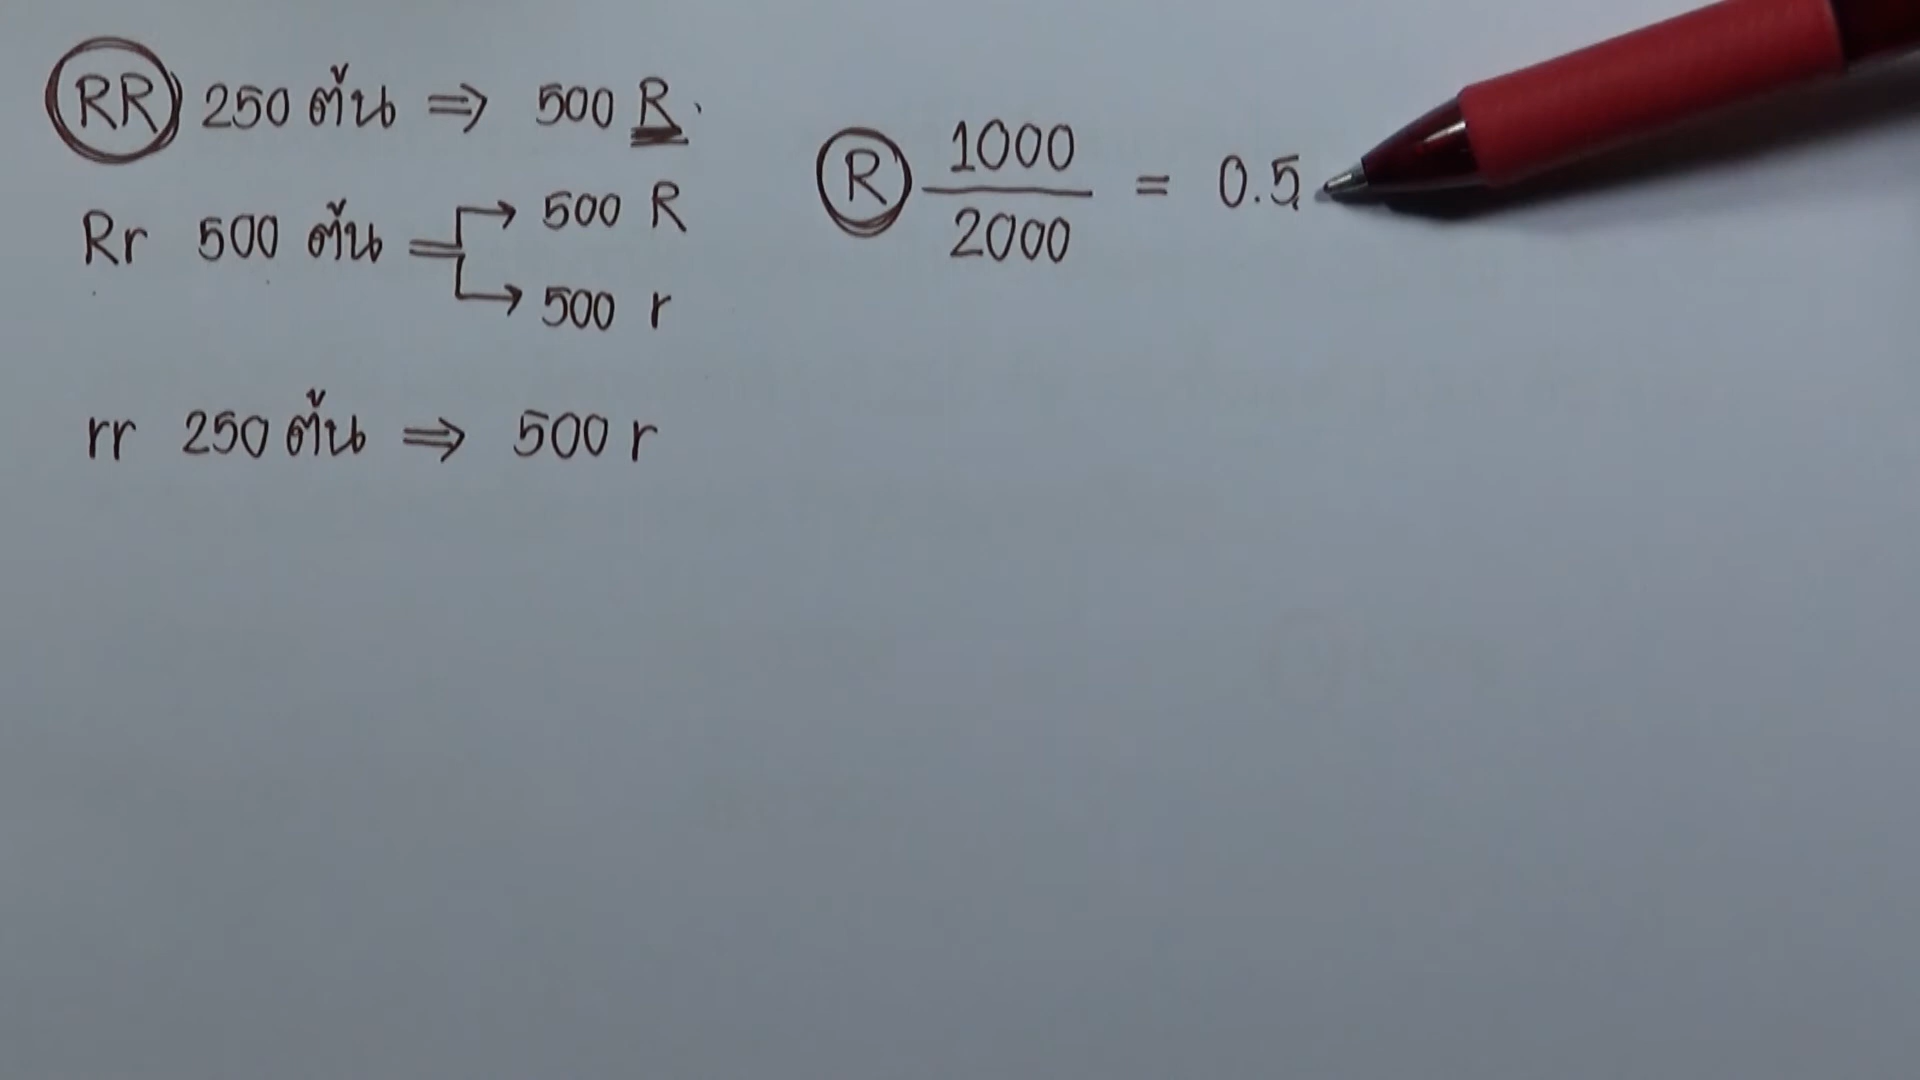 RR 250 ต้น ⇒ 500 R
Rr 500 ต้น → 500 R
→ 500 r
rr 250 ต้น ⇒ 500 r
R 1000/2000 = 0.5